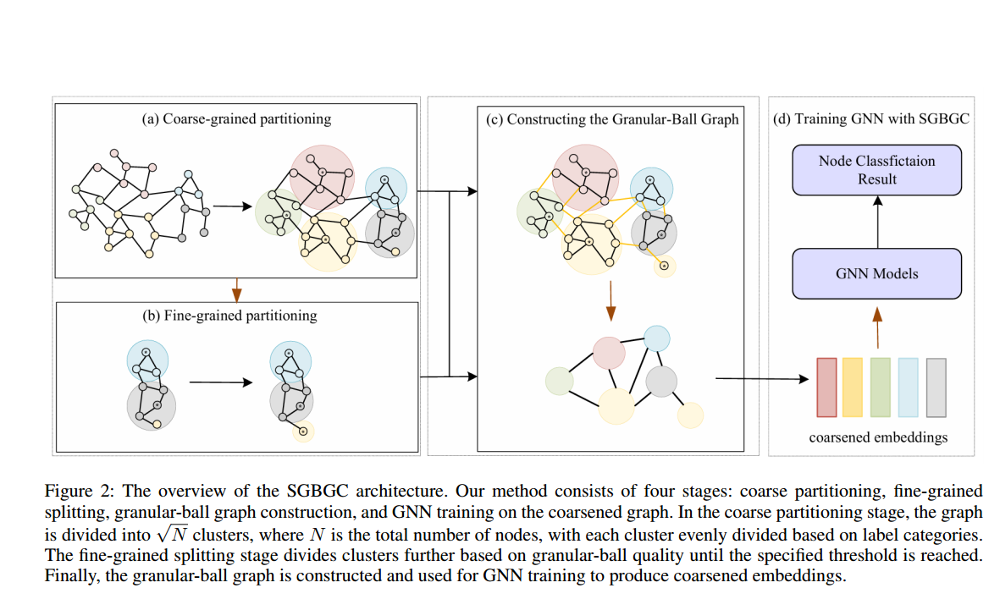 (a) Coarse-grained partitioning
(b) Fine-grained partitioning
(c) Constructing the Granular-Ball Graph
(d) Training GNN with SGBGC
Node Classfictaion
Result
GNN Models
coarsened embeddings
Figure 2: The overview of the SGBGC architecture. Our method consists of four stages: coarse partitioning, fine-grained
splitting, granular-ball graph construction, and GNN training on the coarsened graph. In the coarse partitioning stage, the graph
is divided into √N clusters, where N is the total number of nodes, with each cluster evenly divided based on label categories.
The fine-grained splitting stage divides clusters further based on granular-ball quality until the specified threshold is reached.
Finally, the granular-ball graph is constructed and used for GNN training to produce coarsened embeddings.